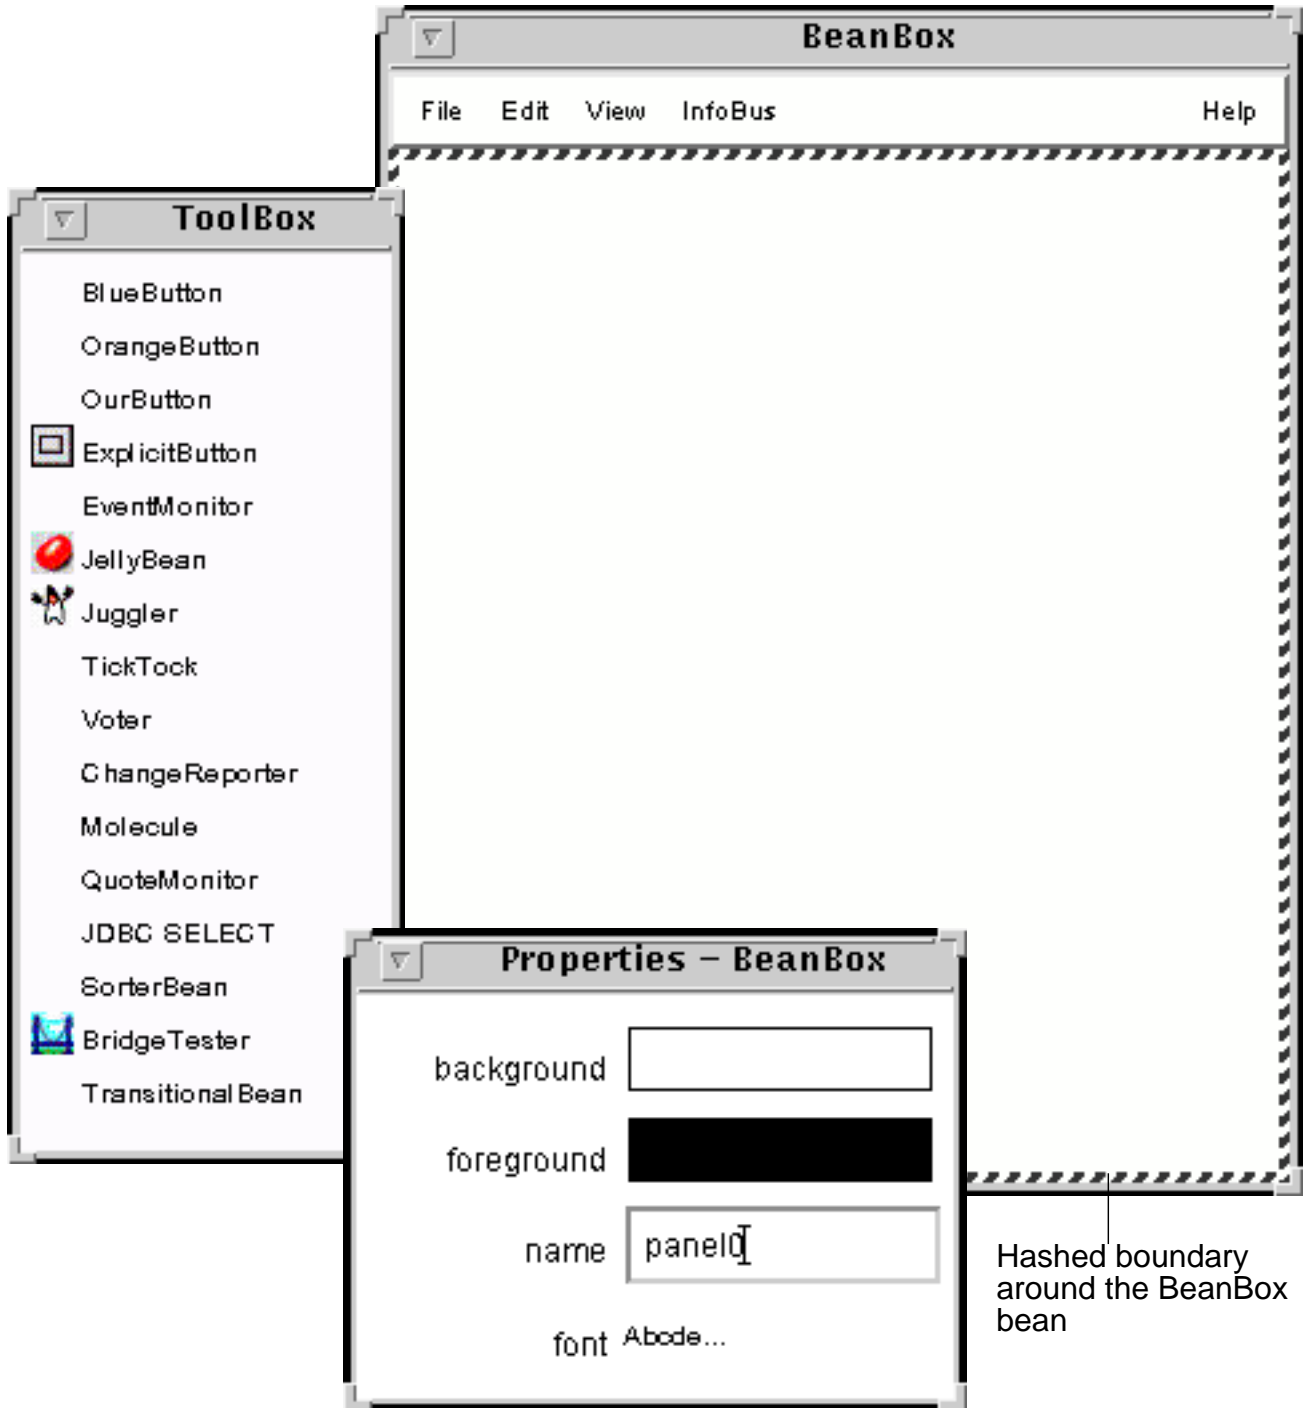 BeanBox
File Edit View InfoBus Help
ToolBox
BlueButton
OrangeButton
OurButton
ExplicitButton
EventMonitor
JellyBean
Juggler
TickTock
Voter
ChangeReporter
Molecule
QuoteMonitor
JDBC SELECT
SorterBean
BridgeTester
TransitionalBean
Properties – BeanBox
background
foreground
name panel0
font Abcde...
Hashed boundary
around the BeanBox
bean